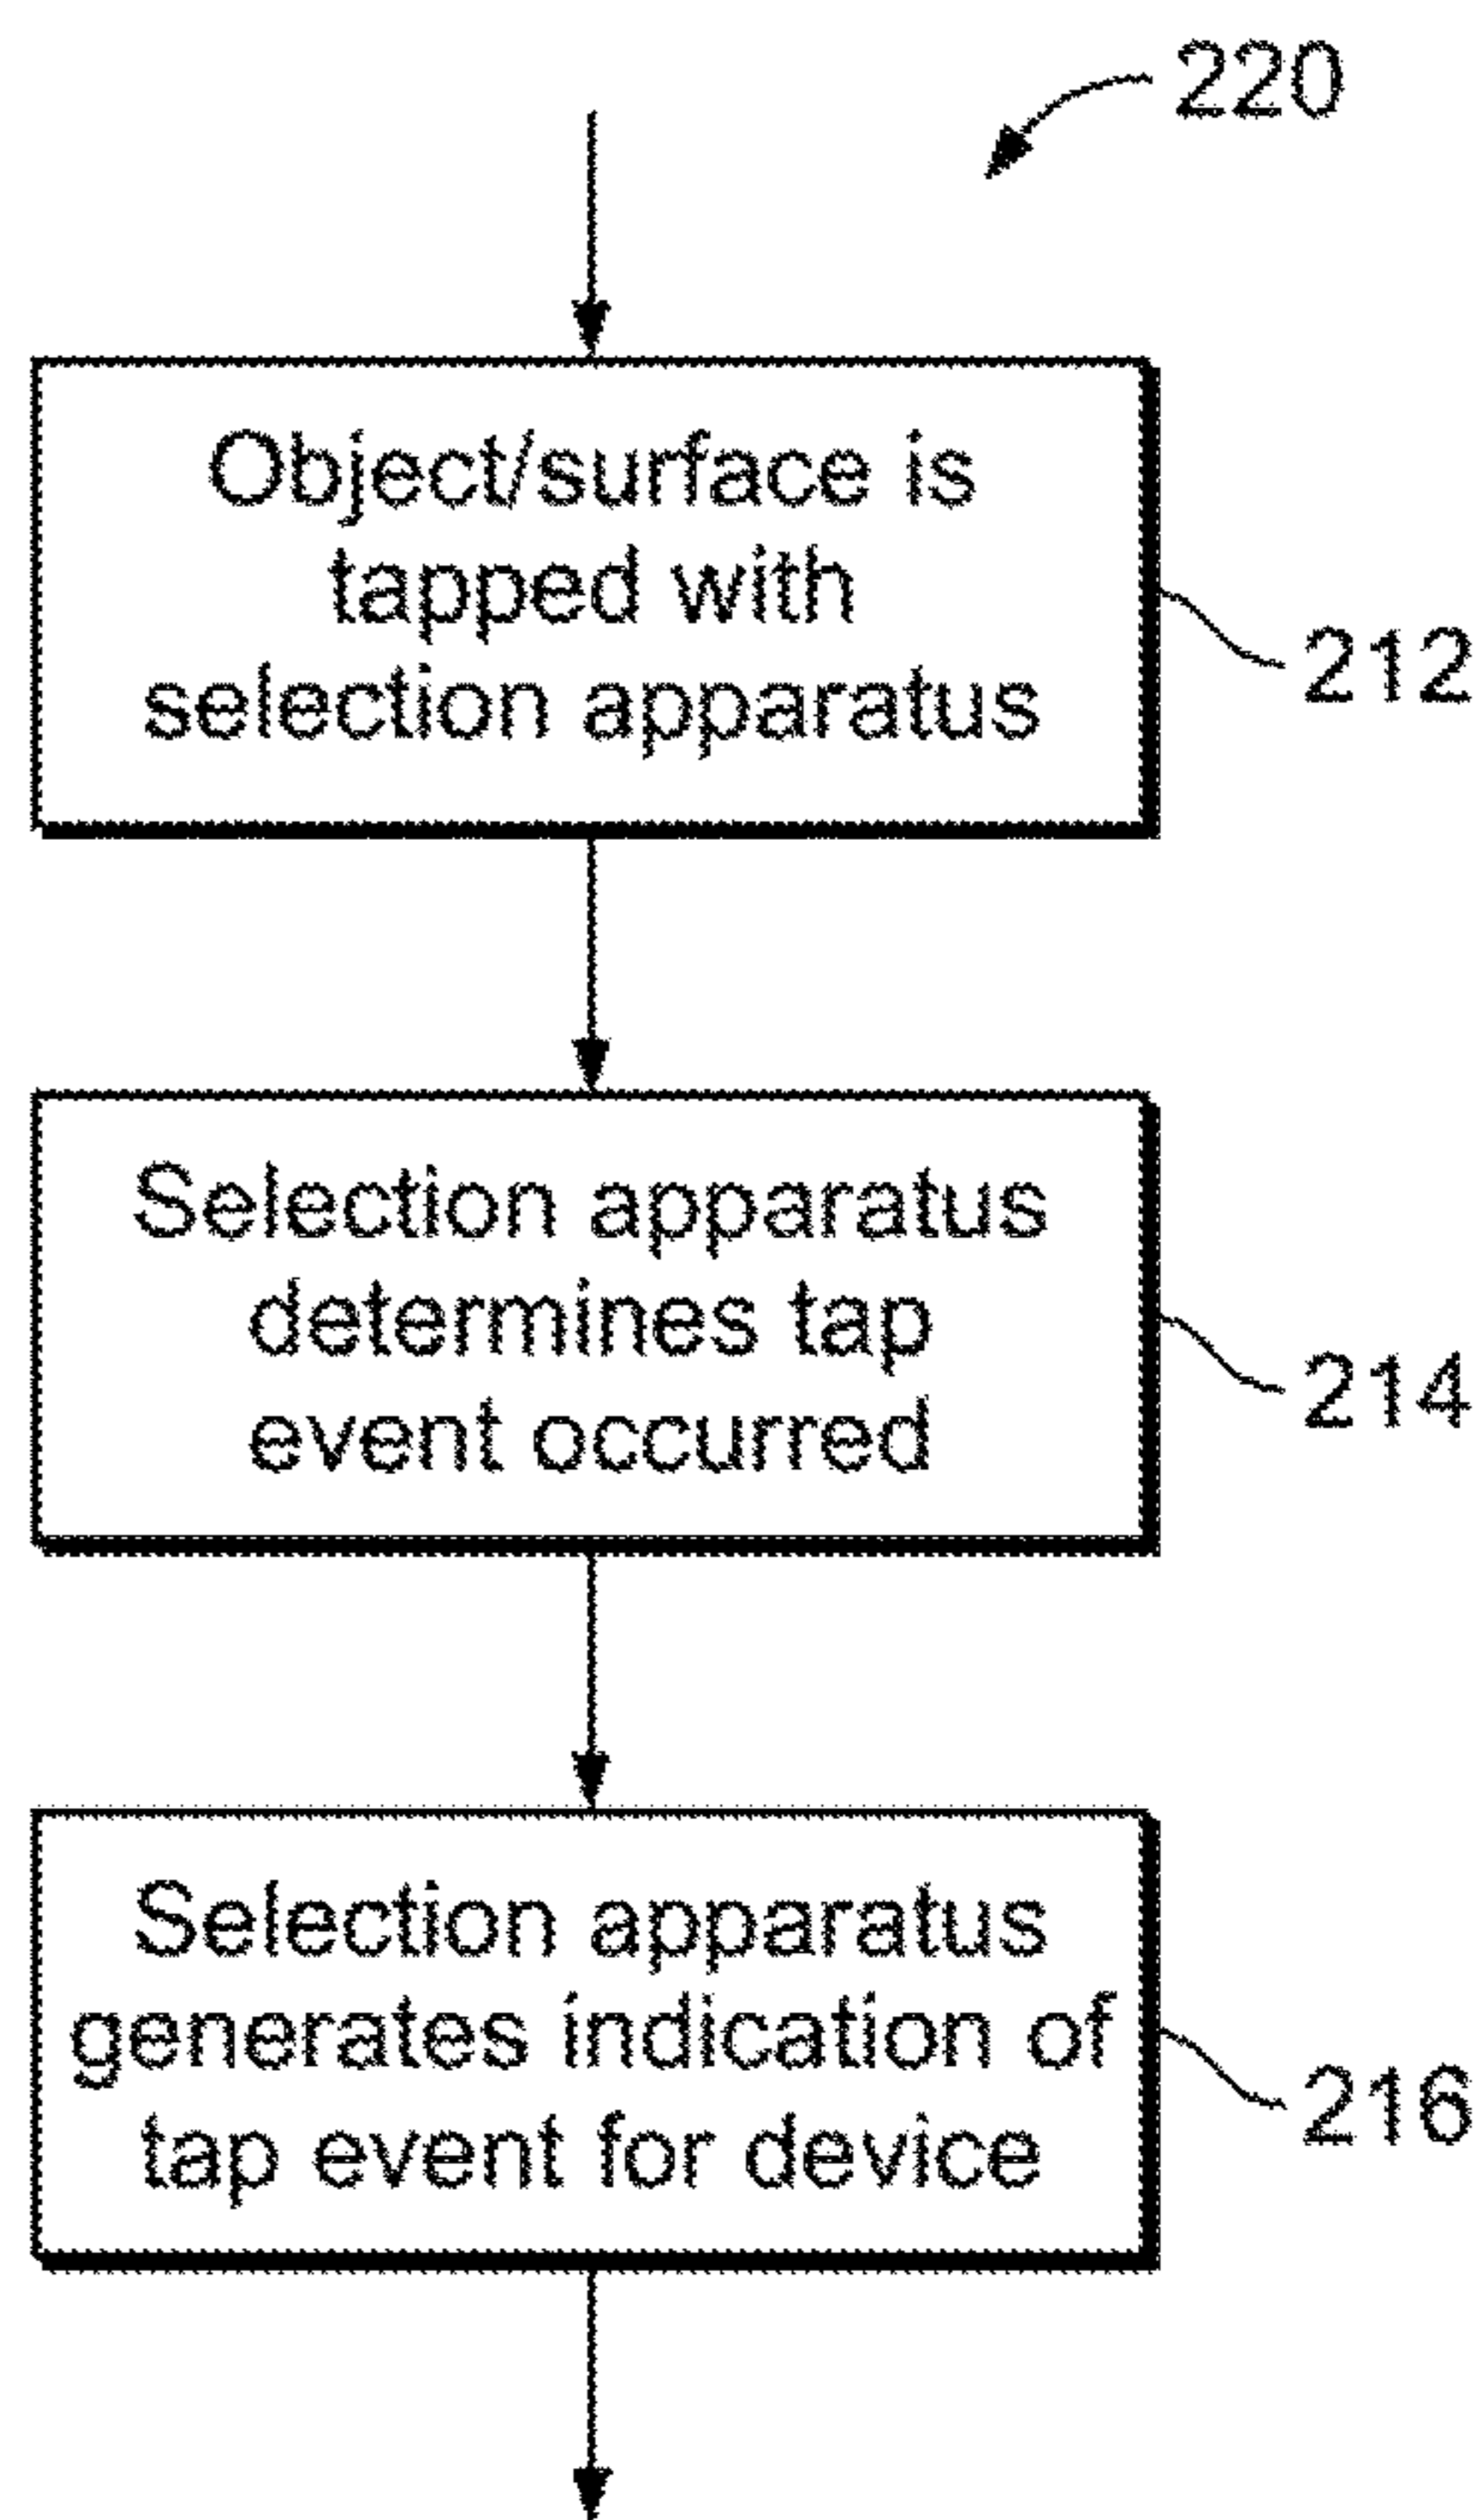 220
Object/surface is
tapped with
selection apparatus
212
Selection apparatus
determines tap
event occurred
214
Selection apparatus
generates indication of
tap event for device
216